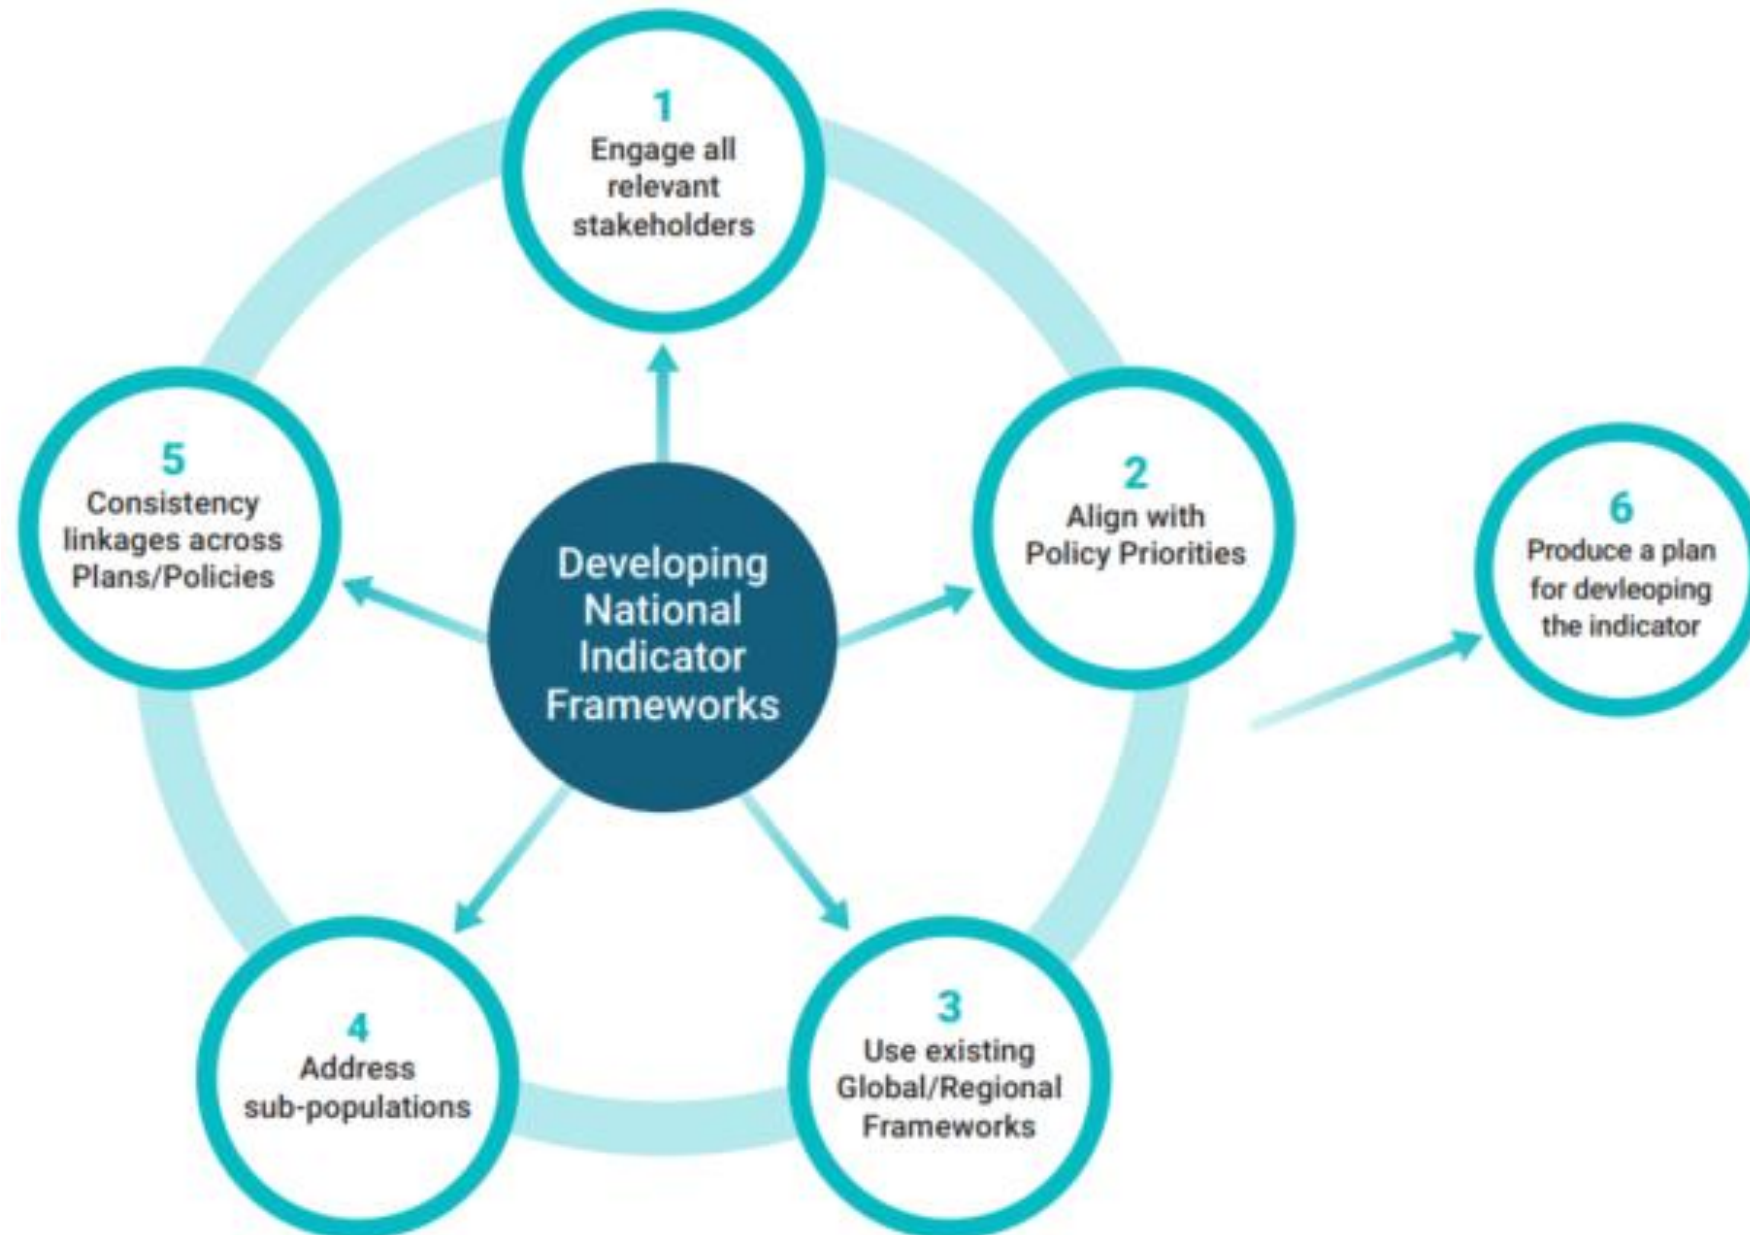 1
Engage all
relevant
stakeholders
2
Align with
Policy Priorities
3
Use existing
Global/Regional
Frameworks
4
Address
sub-populations
5
Consistency
linkages across
Plans/Policies
Developing
National
Indicator
Frameworks
6
Produce a plan
for devleoping
the indicator